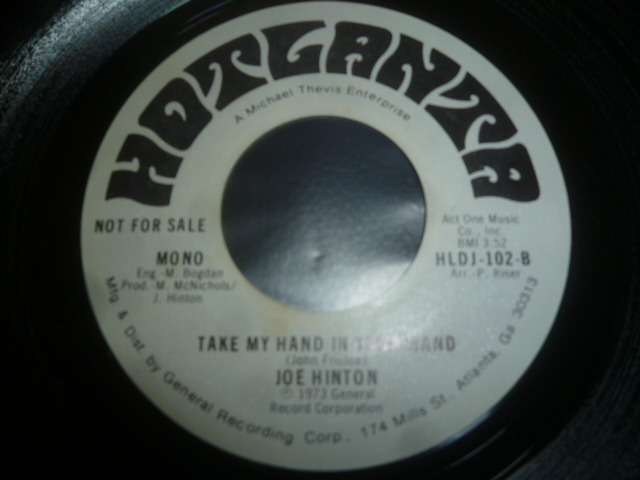 HOTLANTA
A Michael Thevis Enterprise
NOT FOR SALE
MONO
Eng.-M. Bogdan
Prod.-M. McNichols/
J. Hinton
Act One Music
Co., Inc.
BMI 3:52
HLDJ-102-B
Arr.-P. Riser
TAKE MY HAND IN HAND
(John
JOE HINTON
℗ 1973 General
Record Corporation
Mfg & Dist. by General Recording Corp., 174 Mills St., Atlanta, Ga 30313